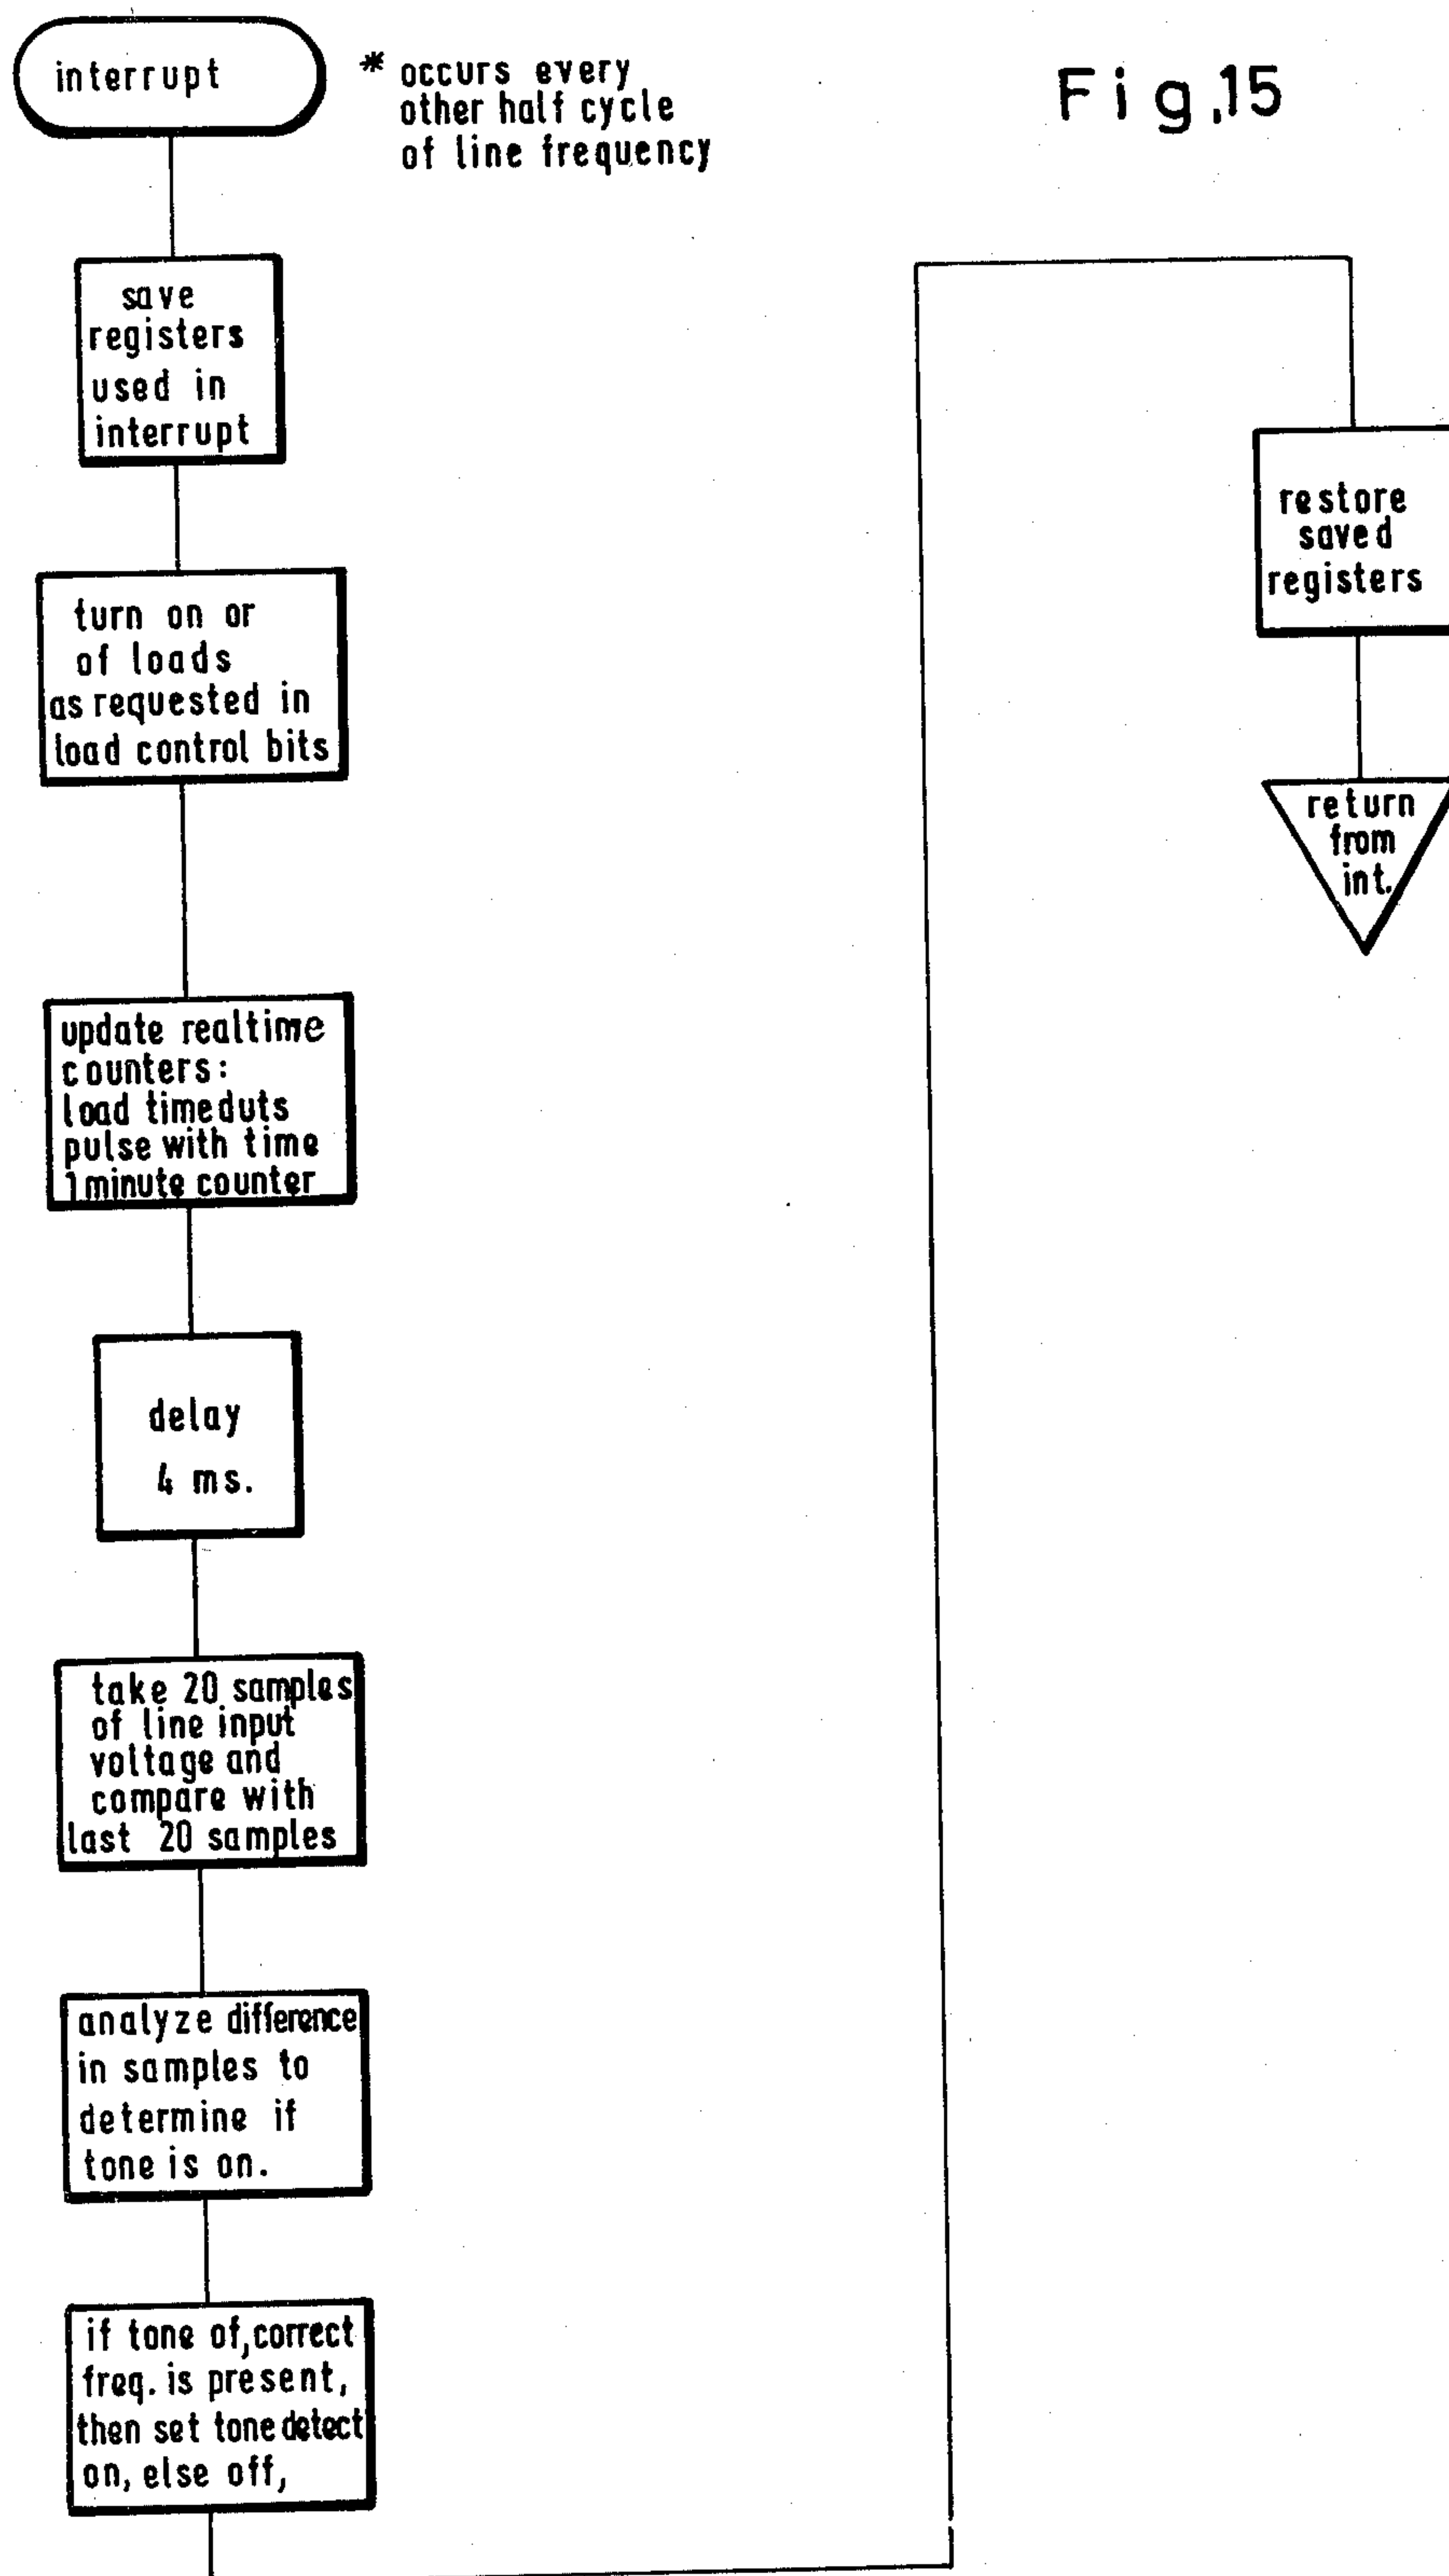 interrupt
* occurs every
other half cycle
of line frequency
Fig.15
save
registers
used in
interrupt
turn on or
of loads
as requested in
load control bits
update realtime
counters:
load timeduts
pulse with time
1 minute counter
delay
4 ms.
take 20 samples
of line input
voltage and
compare with
last 20 samples
analyze difference
in samples to
determine if
tone is on.
if tone of, correct
freq. is present,
then set tone detect
on, else off,
restore
saved
registers
return
from
int.